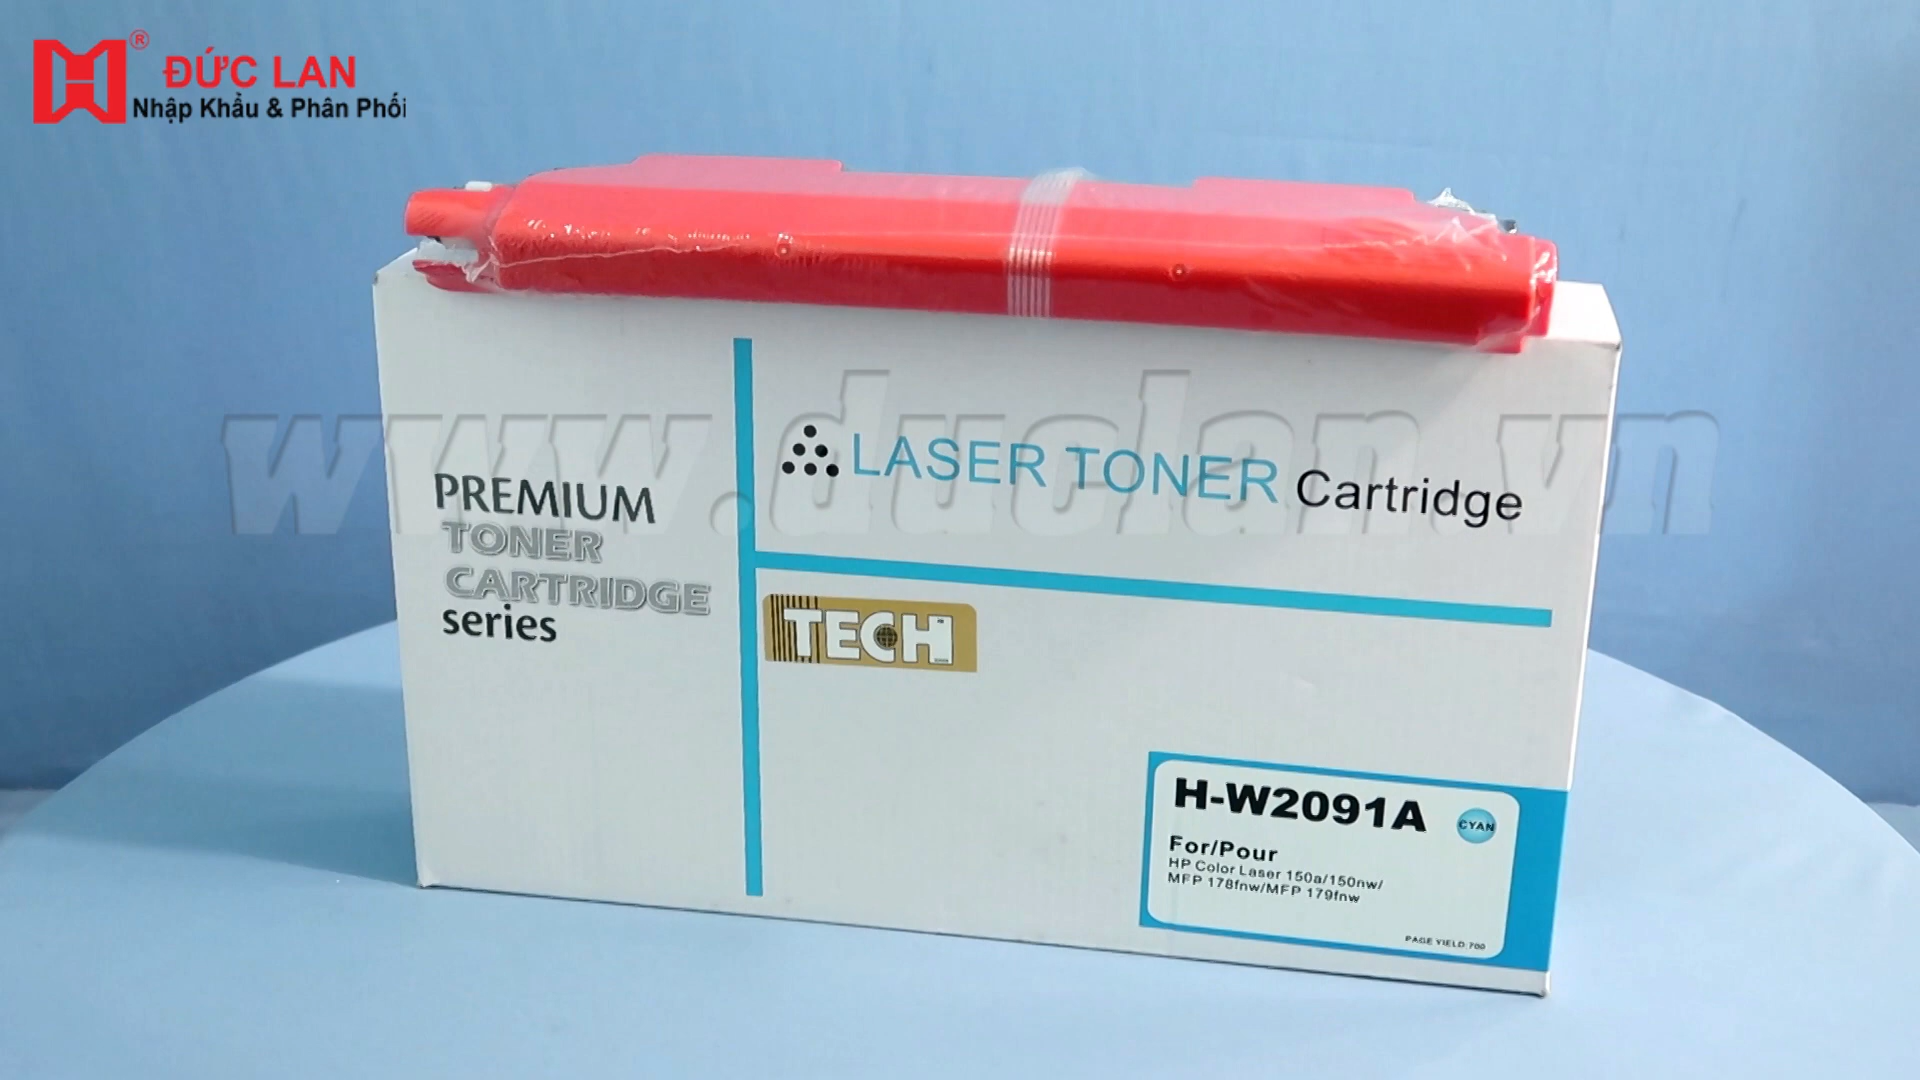 ®
ĐỨC LAN
Nhập Khẩu & Phân Phối
www.duclan.vn
PREMIUM
TONER
CARTRIDGE
series
LASER TONER Cartridge
TECH
H-W2091A
CYAN
For/Pour
HP Color Laser 150a/150nw/
MFP 178fnw/MFP 179fnw
PAGE YIELD:700